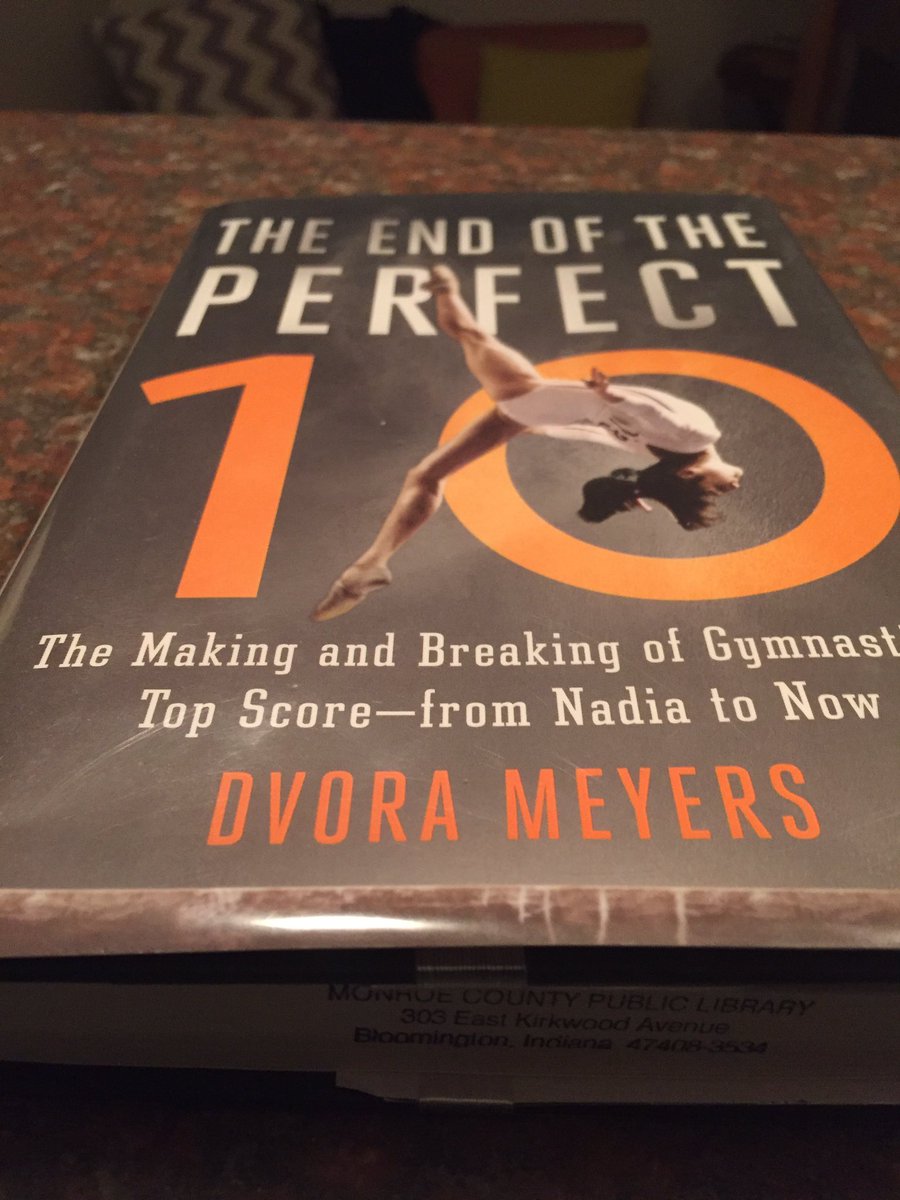 THE END OF THE
PERFECT
10
The Making and Breaking of Gymnasti
Top Score—from Nadia to Now
DVORA MEYERS
MONROE COUNTY PUBLIC LIBRARY
303 East Kirkwood Avenue
Bloomington, Indiana 47408-3534